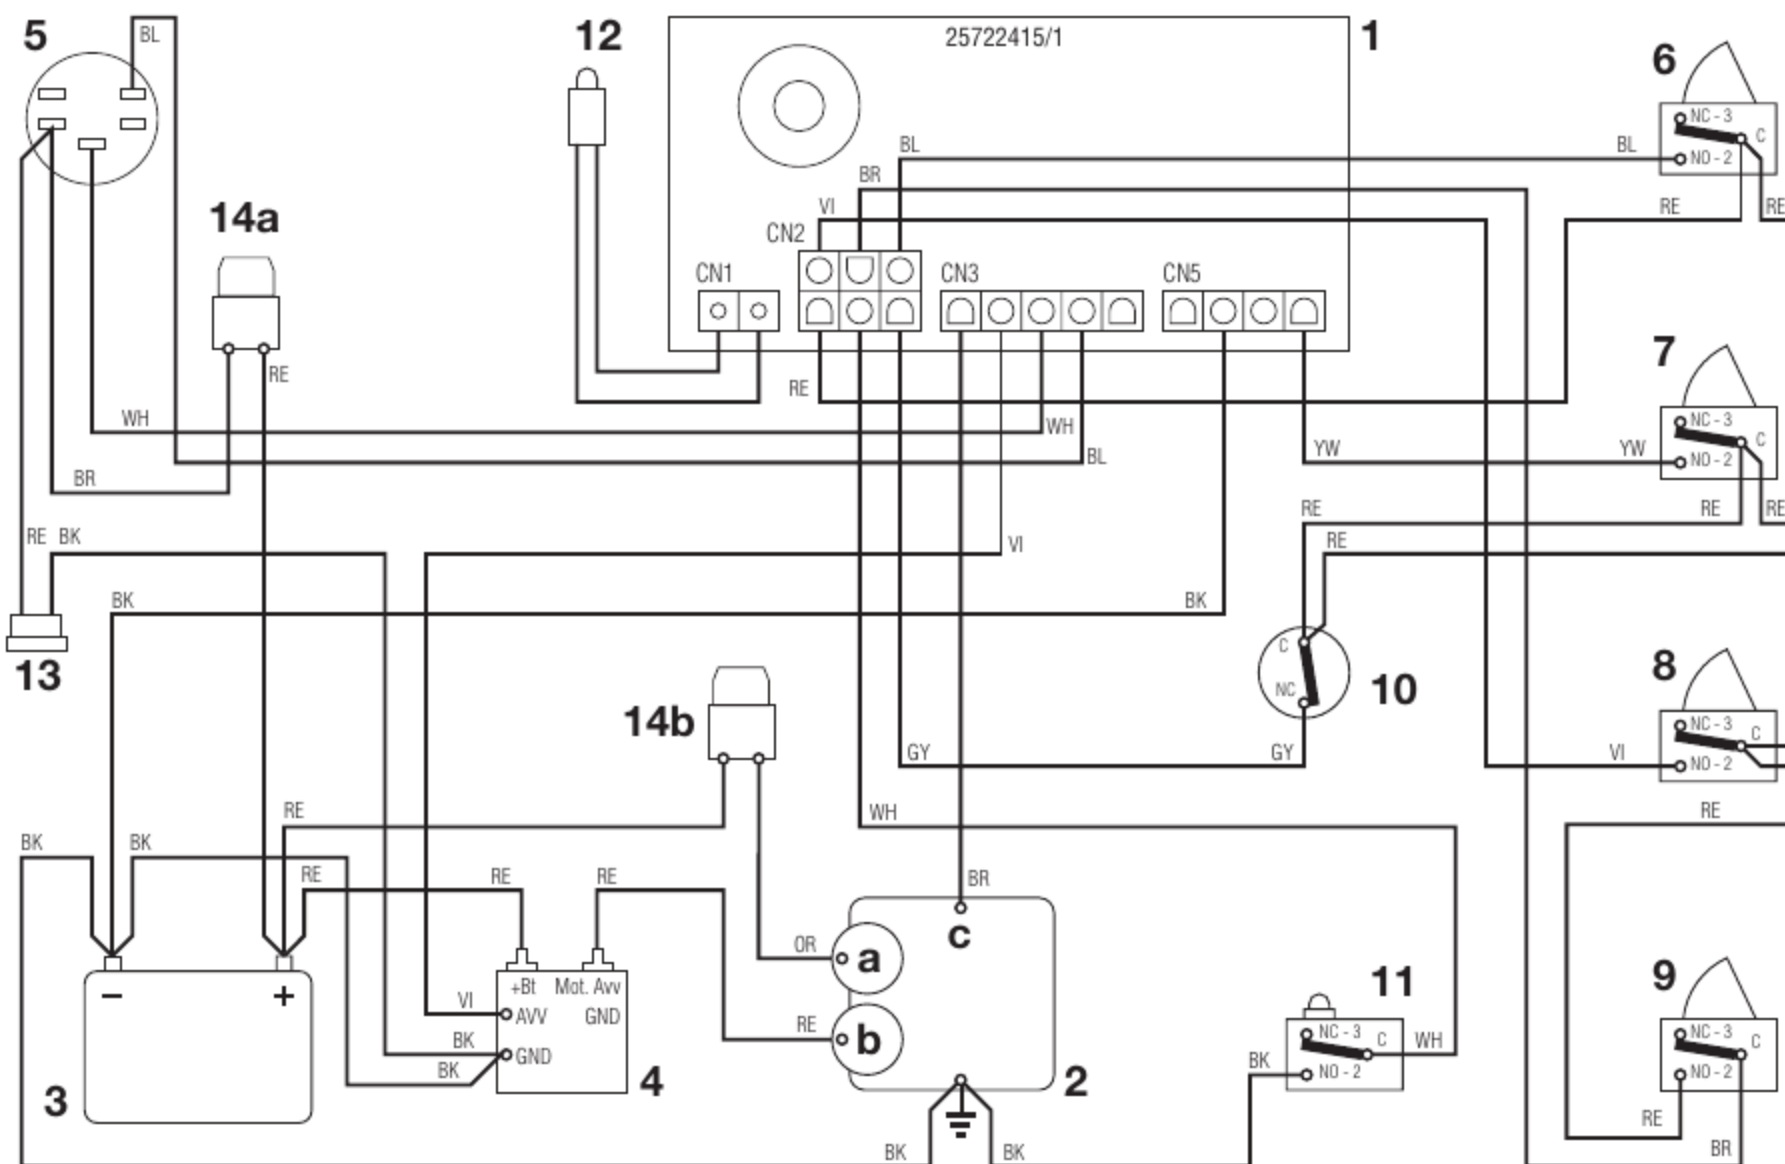 5
BL
12
25722415/1
1
6
NC - 3
C
NO - 2
BL
BL
BR
VI
RE
RE
14a
CN2
CN1
CN3
CN5
7
NC - 3
C
NO - 2
RE
RE
WH
WH
BL
YW
YW
BR
RE
RE
RE
RE
BK
VI
RE
BK
BK
13
C
NC
10
8
NC - 3
C
NO - 2
14b
GY
GY
VI
RE
WH
RE
BK
BK
RE
RE
RE
BR
c
OR
a
11
9
– +
+Bt
Mot. Avv
VI
AVV
GND
RE
b
NC - 3
C
NO - 2
WH
NC - 3
C
NO - 2
BK
GND
BK
BK
3
4
2
RE
BK
BK
BR